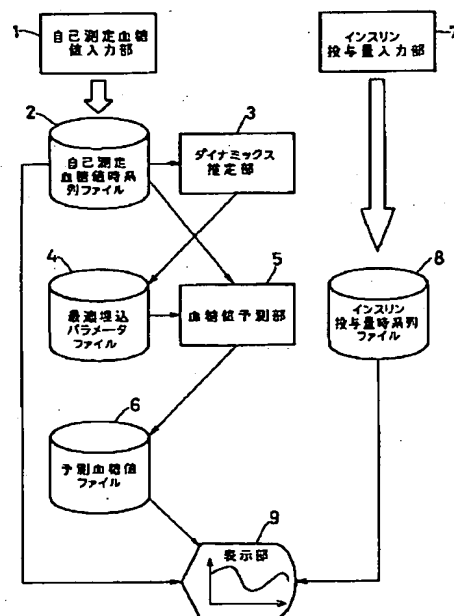 1
自己測定血糖
値入力部
インスリン
投与量入力部
7
2
自己測定
血糖値時系
列ファイル
3
ダイナミックス
推定部
4
最適埋込
パラメータ
ファイル
5
血糖値予測部
8
インスリン
投与量時系列
ファイル
6
予測血糖値
ファイル
9
表示部